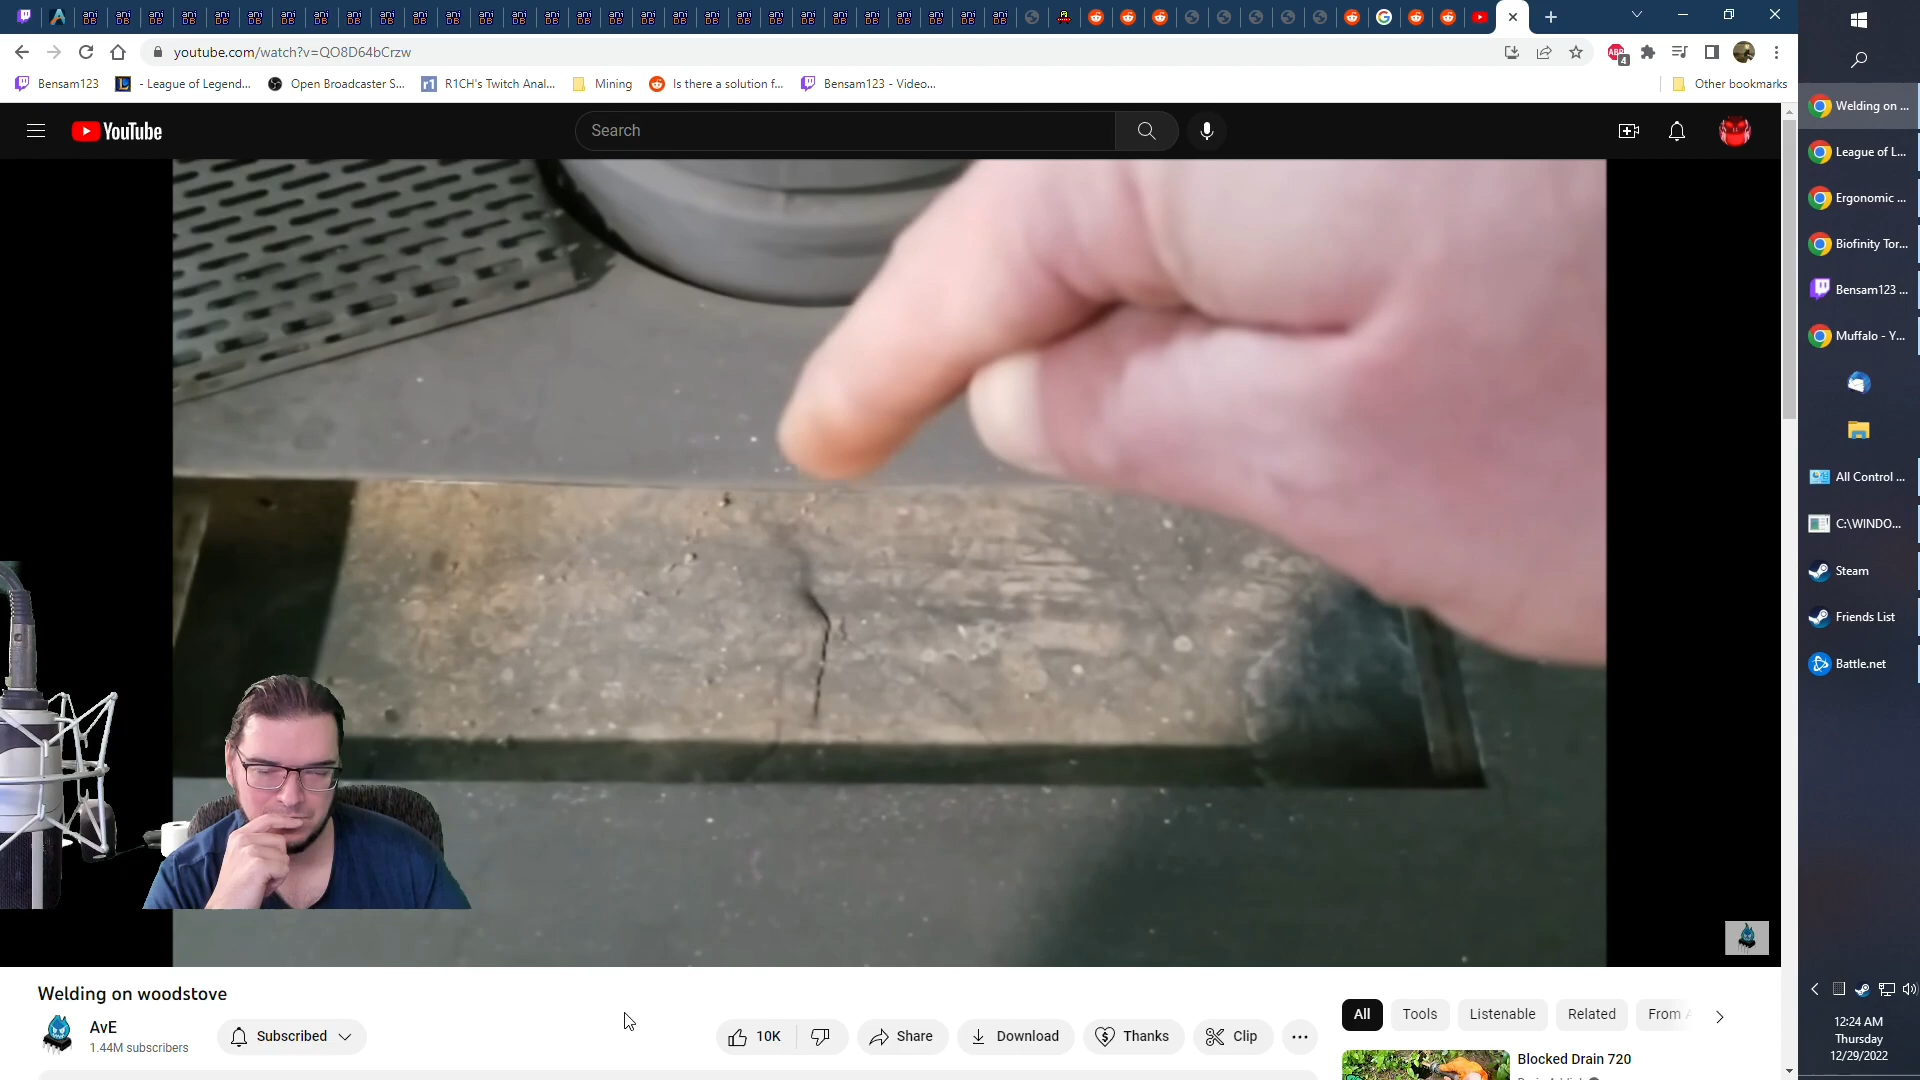 youtube.com/watch?v=QO8D64bCrzw
4
Bensam123
- League of Legend...
Open Broadcaster S...
R1CH's Twitch Anal...
Mining
Is there a solution f...
Bensam123 - Video...
Other bookmarks
YouTube
Search
Welding on woodstove
AvE
1.44M subscribers
Subscribed
10K
Share
Download
Thanks
Clip
All
Tools
Listenable
Related
From
Blocked Drain 720
Welding on ...
League of L...
Ergonomic ...
Biofinity Tor...
Bensam123 ...
Muffalo - Y...
All Control ...
C:\WINDO...
Steam
Friends List
Battle.net
12:24 AM
Thursday
12/29/2022